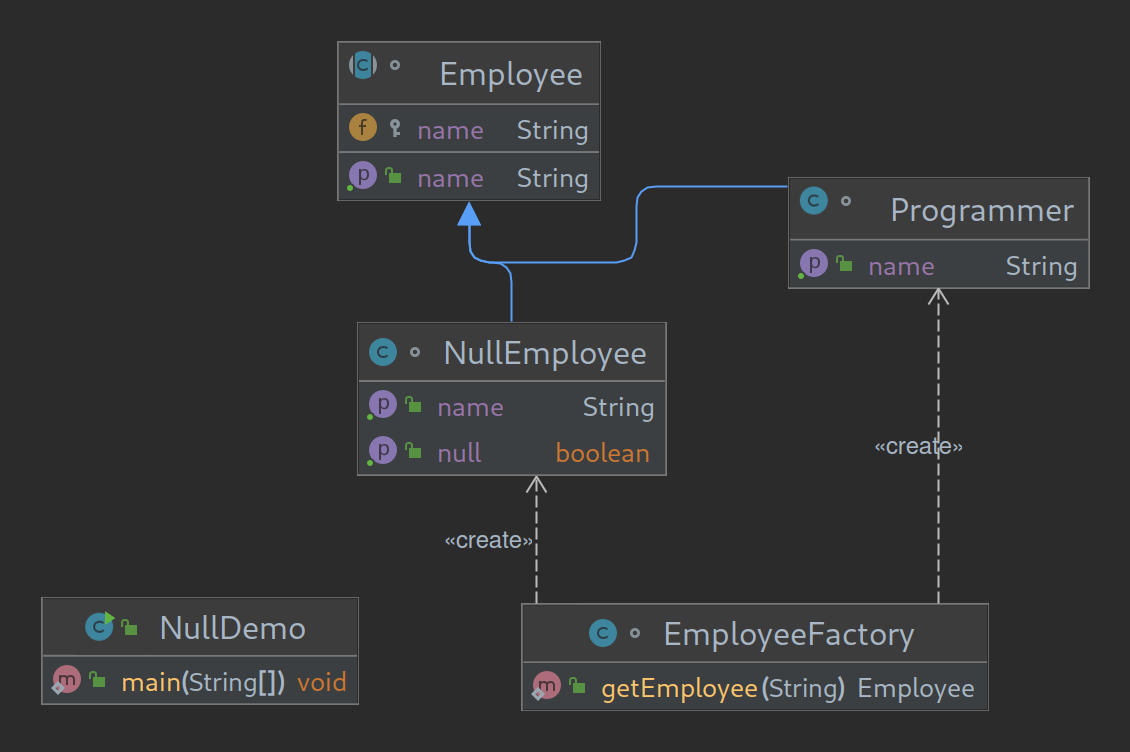 Employee
name String
name String
Programmer
name String
NullEmployee
name String
null boolean
«create»
«create»
NullDemo
main(String[]) void
EmployeeFactory
getEmployee(String) Employee